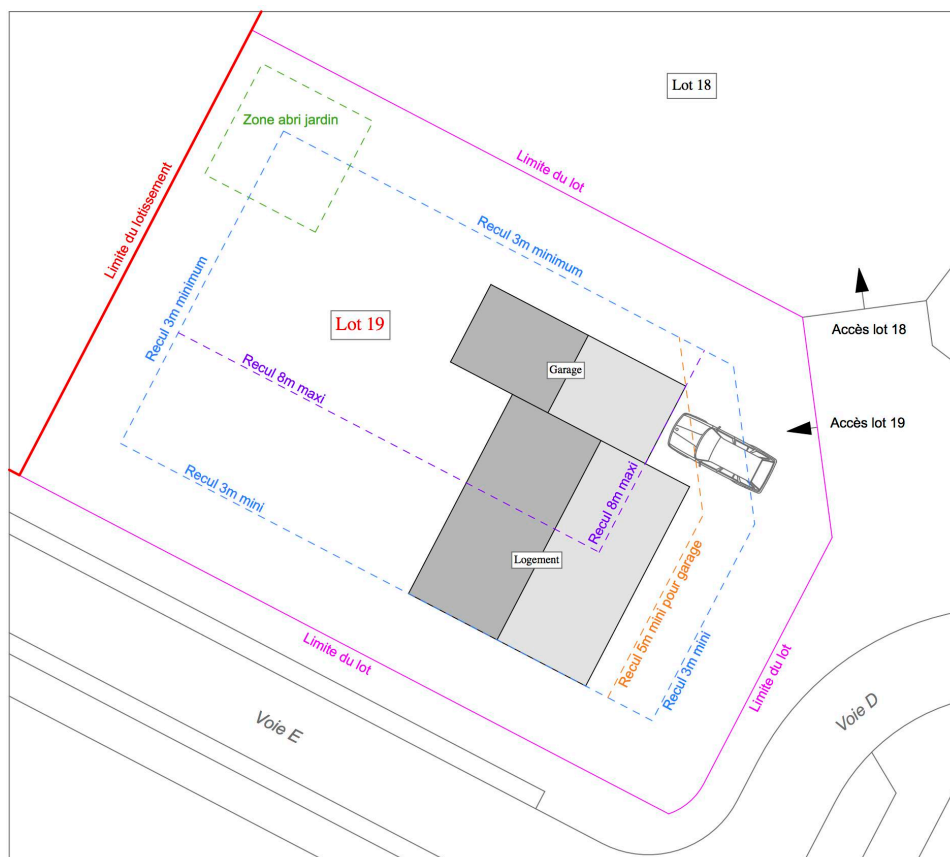 Lot 18
Zone abri jardin
Limite du lot
Limite du lotissement
Recul 3m minimum
Recul 3m minimum
Lot 19
Accès lot 18
Garage
Recul 8m maxi
Accès lot 19
Recul 3m mini
Recul 8m maxi
Logement
Recul 5m mini pour garage
Recul 3m mini
Limite du lot
Limite du lot
Voie E
Voie D